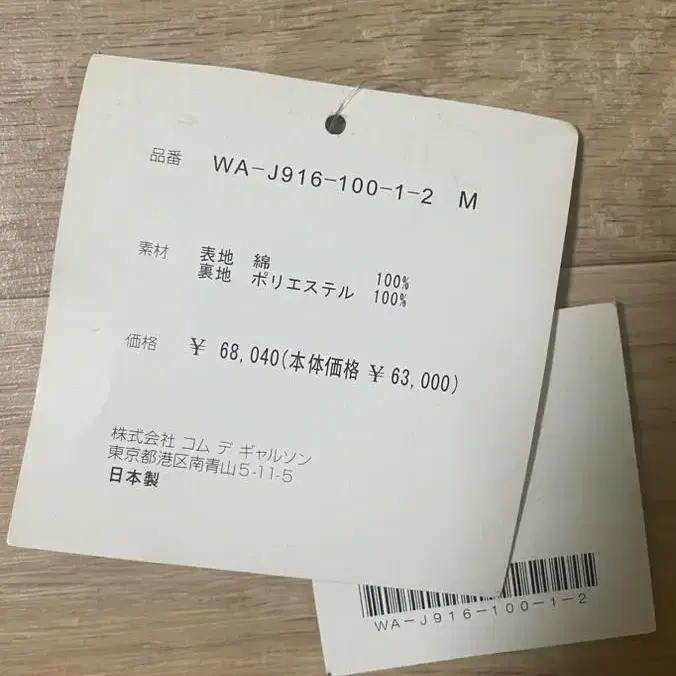 品番 WA-J916-100-1-2 M
素材 表地 綿 100%
裏地 ポリエステル 100%
価格 ¥ 68,040(本体価格 ¥ 63,000)
株式会社 コム デ ギャルソン
東京都港区南青山5-11-5
日本製
WA-J916-100-1-2